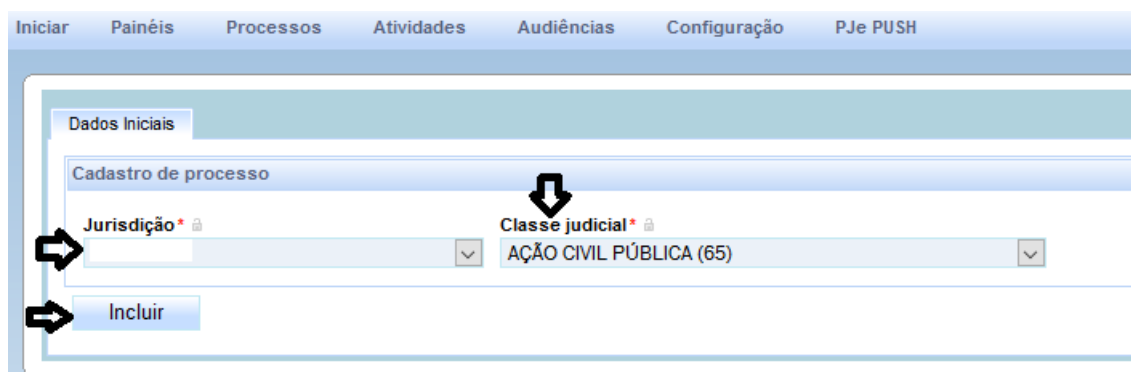 Iniciar Painéis Processos Atividades Audiências Configuração PJe PUSH
Dados Iniciais
Cadastro de processo
Jurisdição* Classe judicial*
AÇÃO CIVIL PÚBLICA (65)
Incluir